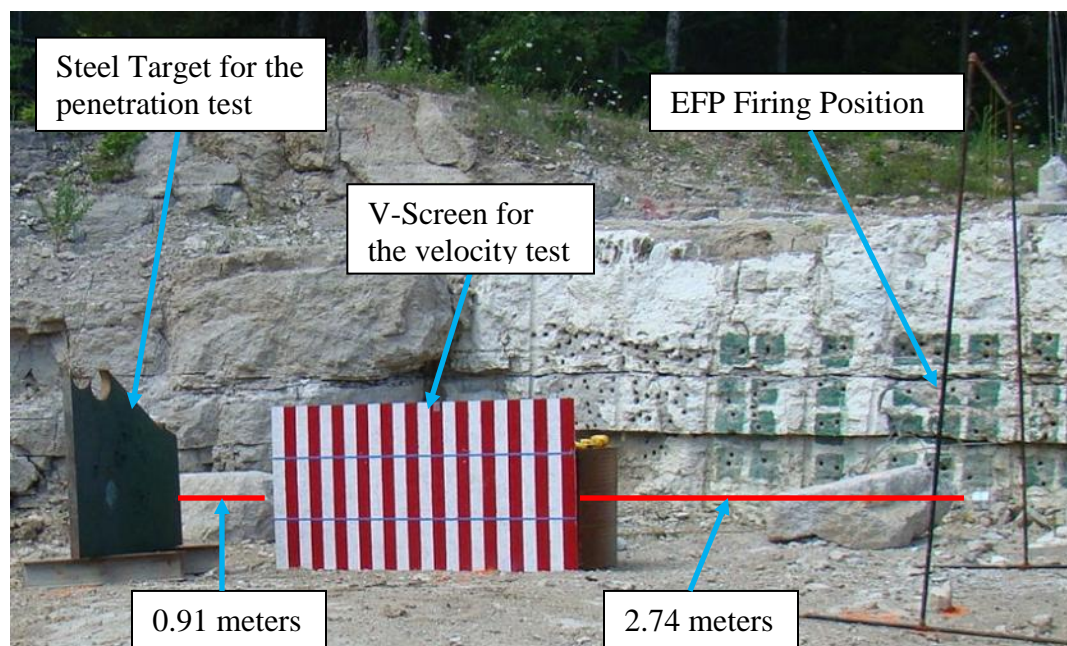 Steel Target for the
penetration test
EFP Firing Position
V-Screen for
the velocity test
0.91 meters
2.74 meters